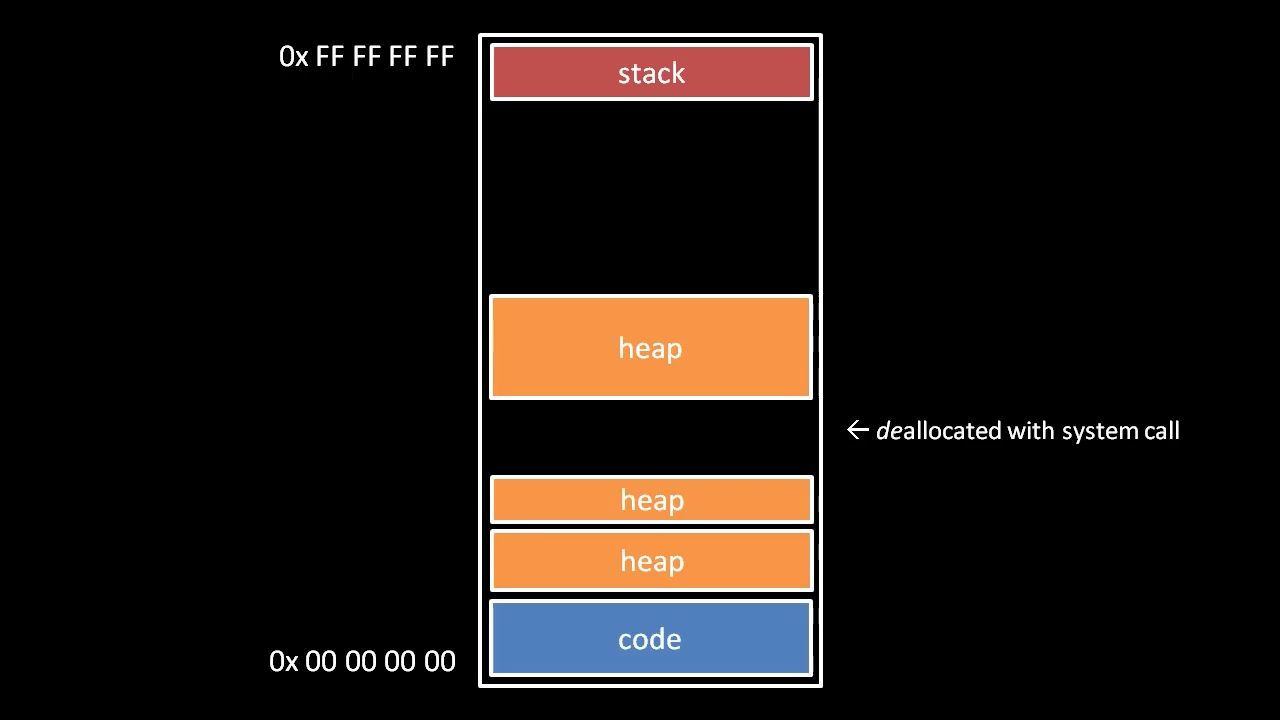 0x FF FF FF FF
stack
heap
← deallocated with system call
heap
heap
code
0x 00 00 00 00